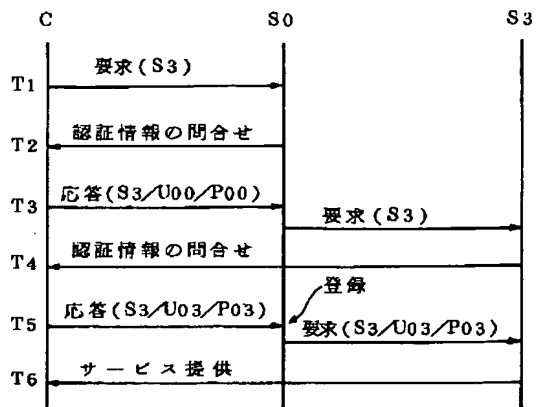 C S0 S3
T1 要求(S3)
T2 認証情報の問合せ
T3 応答(S3/U00/P00)
要求(S3)
T4 認証情報の問合せ
登録
T5 応答(S3/U03/P03)
要求(S3/U03/P03)
T6 サービス提供